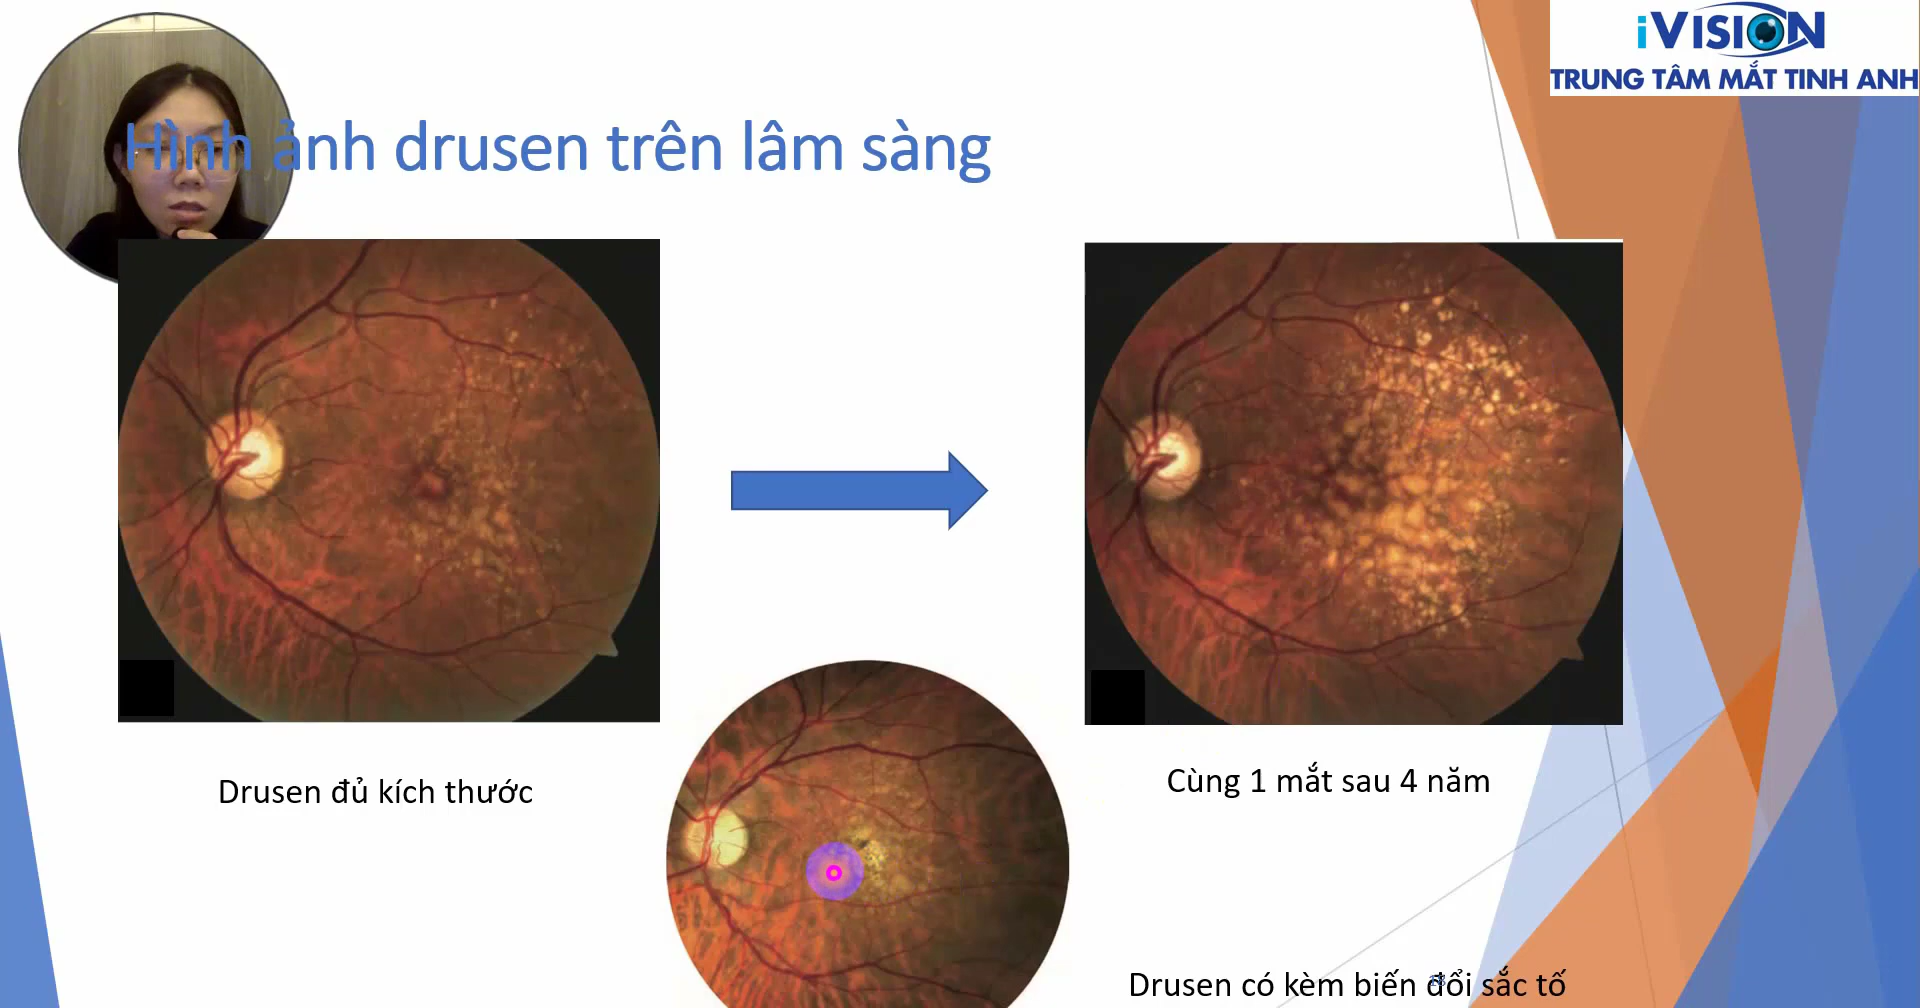 iVISION
TRUNG TÂM MẮT TINH ANH
Hình ảnh drusen trên lâm sàng
Drusen đủ kích thước
Cùng 1 mắt sau 4 năm
Drusen có kèm biến đổi sắc tố
18